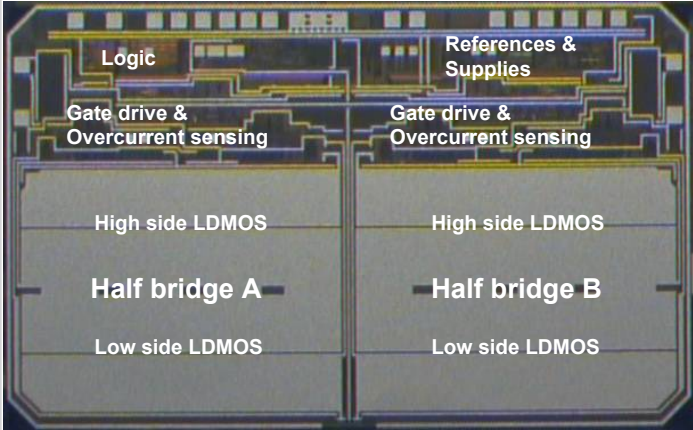 Logic
References &
Supplies
Gate drive &
Overcurrent sensing
Gate drive &
Overcurrent sensing
High side LDMOS
High side LDMOS
Half bridge A
Half bridge B
Low side LDMOS
Low side LDMOS